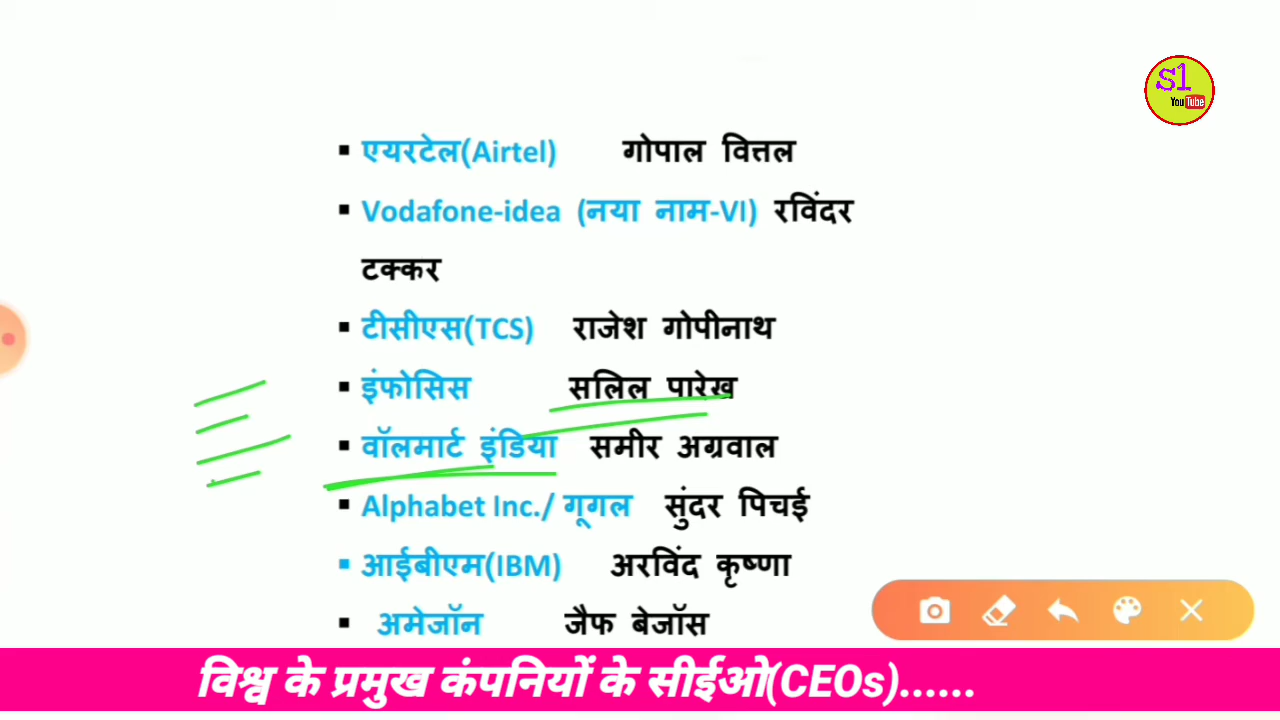 S1
YouTube
▪ एयरटेल(Airtel) गोपाल वित्तल
▪ Vodafone-idea (नया नाम-VI) रविंदर
टक्कर
▪ टीसीएस(TCS) राजेश गोपीनाथ
▪ इंफोसिस सलिल पारेख
▪ वॉलमार्ट इंडिया समीर अग्रवाल
▪ Alphabet Inc./ गूगल सुंदर पिचई
▪ आईबीएम(IBM) अरविंद कृष्णा
▪ अमेजॉन जैफ बेजॉस
विश्व के प्रमुख कंपनियों के सीईओ(CEOs)......